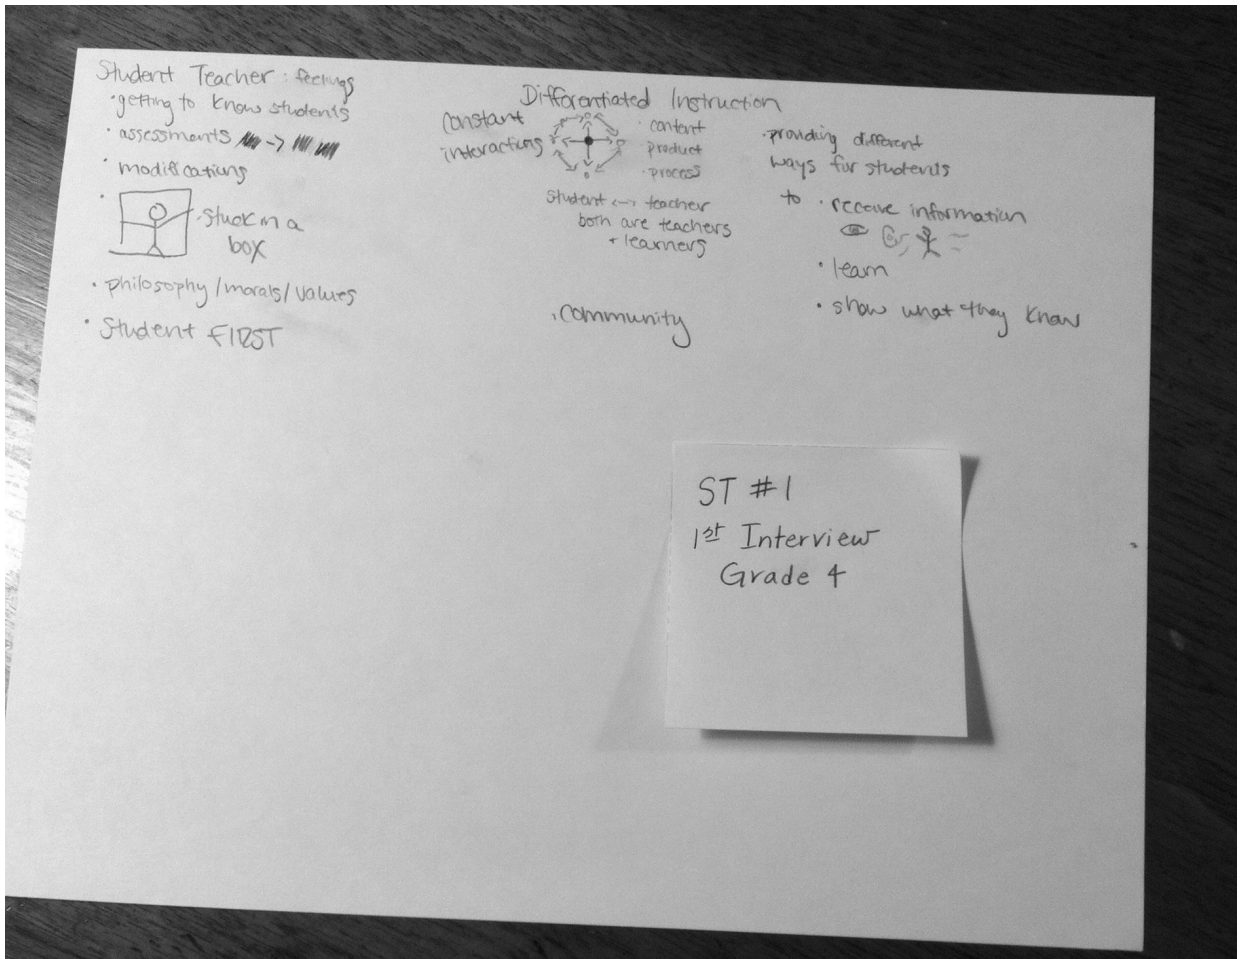 Student Teacher : feelings
• getting to know students
• assessments ->
• modifications
• stuck in a
box
• philosophy/morals/values
• Student FIRST
Differentiated Instruction
constant
interactions
• content
product
• process
Student <--> teacher
both are teachers
+ learners
• community
• providing different
ways for students
to • receive information
• learn
• show what they know
ST #1
1st Interview
Grade 4